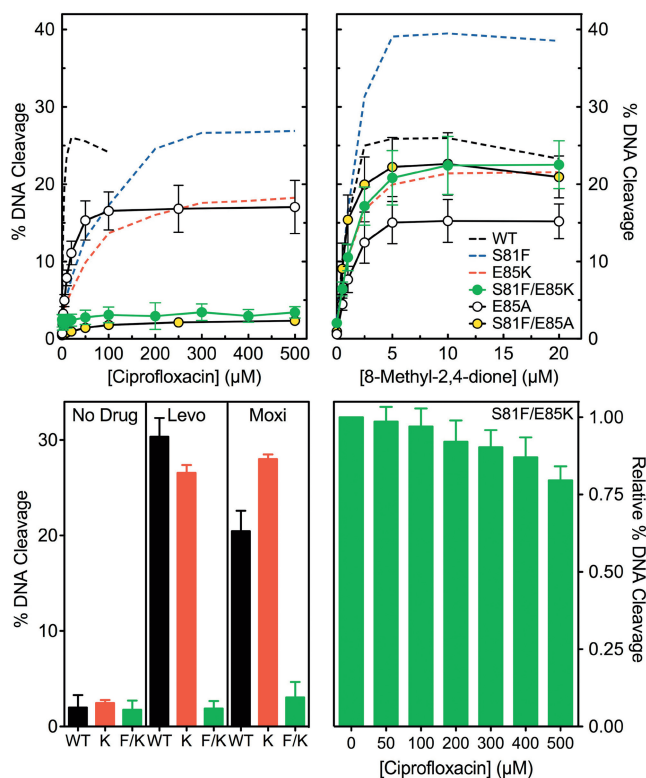 40
30
20
10
0
% DNA Cleavage
0 100 200 300 400 500
[Ciprofloxacin] (µM)
40
30
20
10
0
% DNA Cleavage
WT
S81F
E85K
S81F/E85K
E85A
S81F/E85A
0 5 10 15 20
[8-Methyl-2,4-dione] (µM)
No Drug Levo Moxi
30
20
10
0
% DNA Cleavage
WT K F/K WT K F/K WT K F/K
S81F/E85K
1.00
0.75
0.50
0.25
0.00
Relative % DNA Cleavage
0 50 100 200 300 400 500
[Ciprofloxacin] (µM)